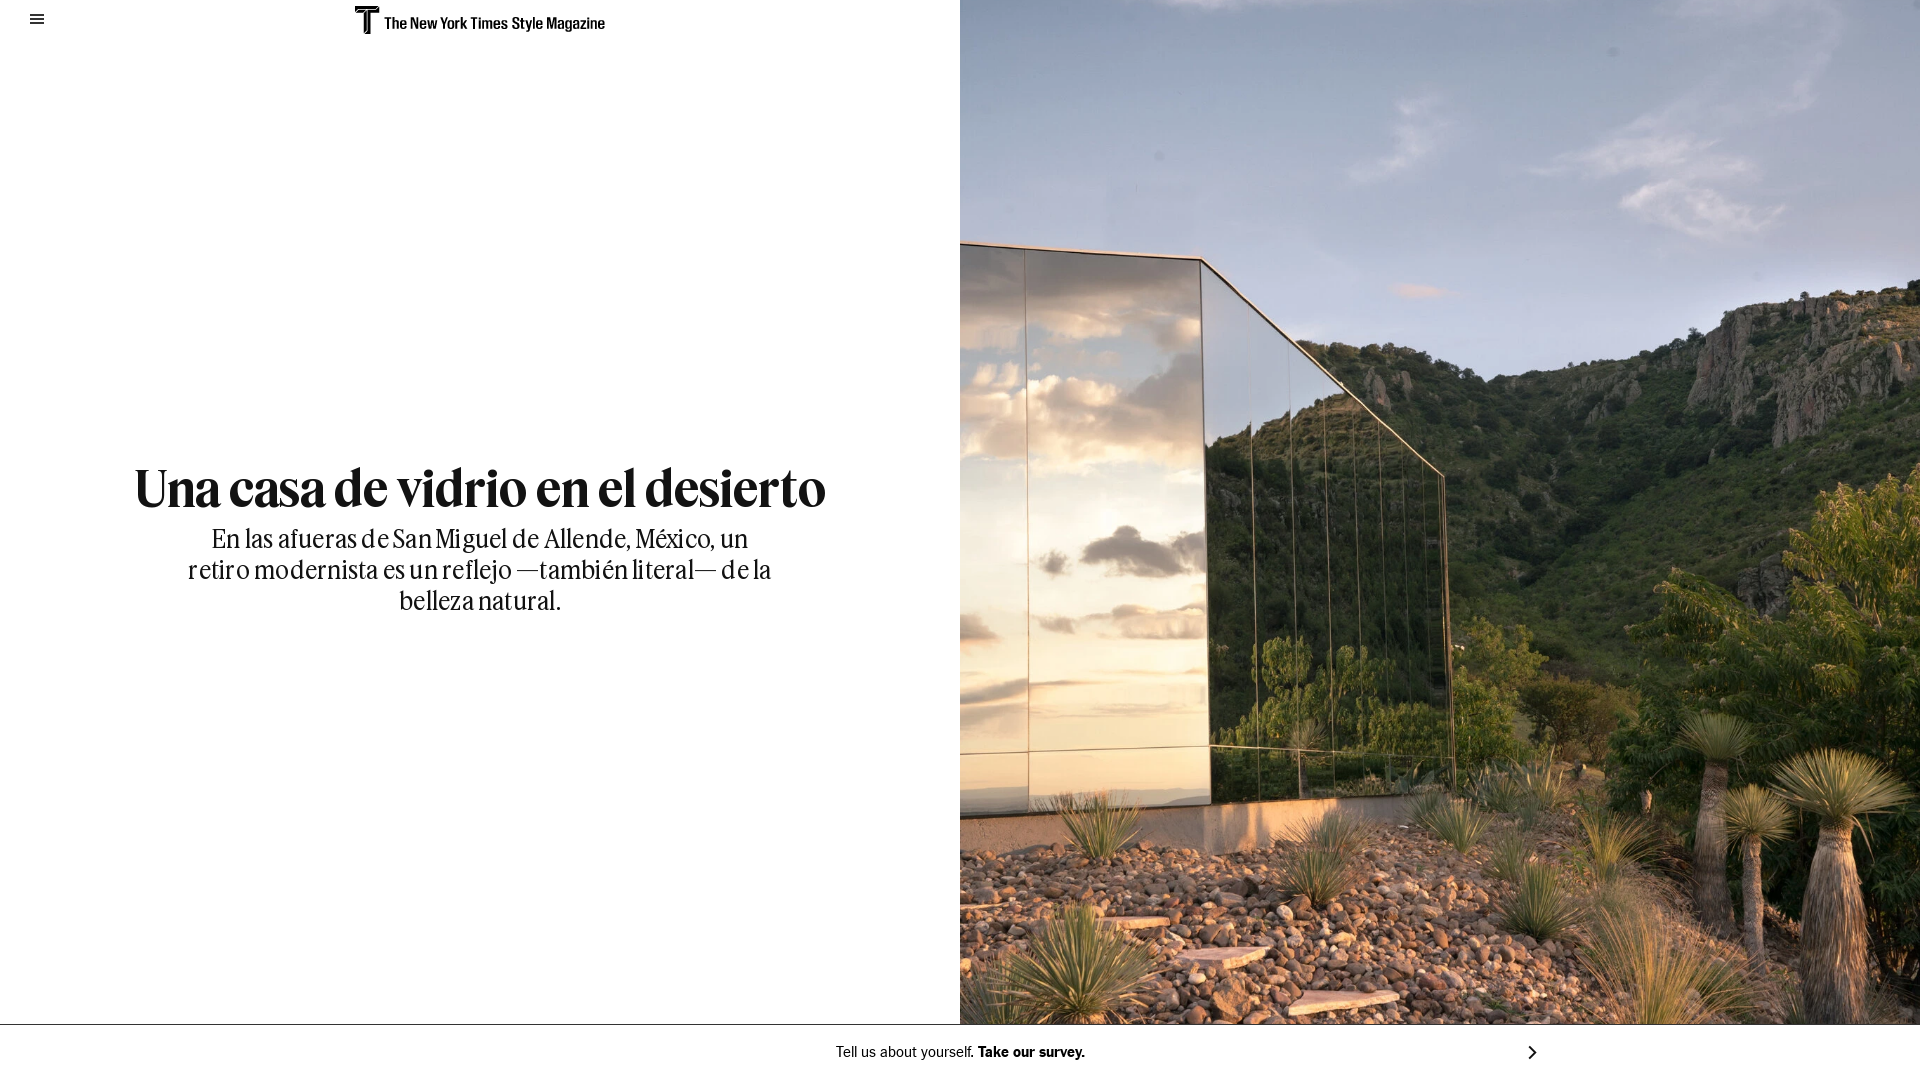 The New York Times Style Magazine
Una casa de vidrio en el desierto
En las afueras de San Miguel de Allende, México, un
retiro modernista es un reflejo —también literal— de la
belleza natural.
Tell us about yourself. Take our survey.